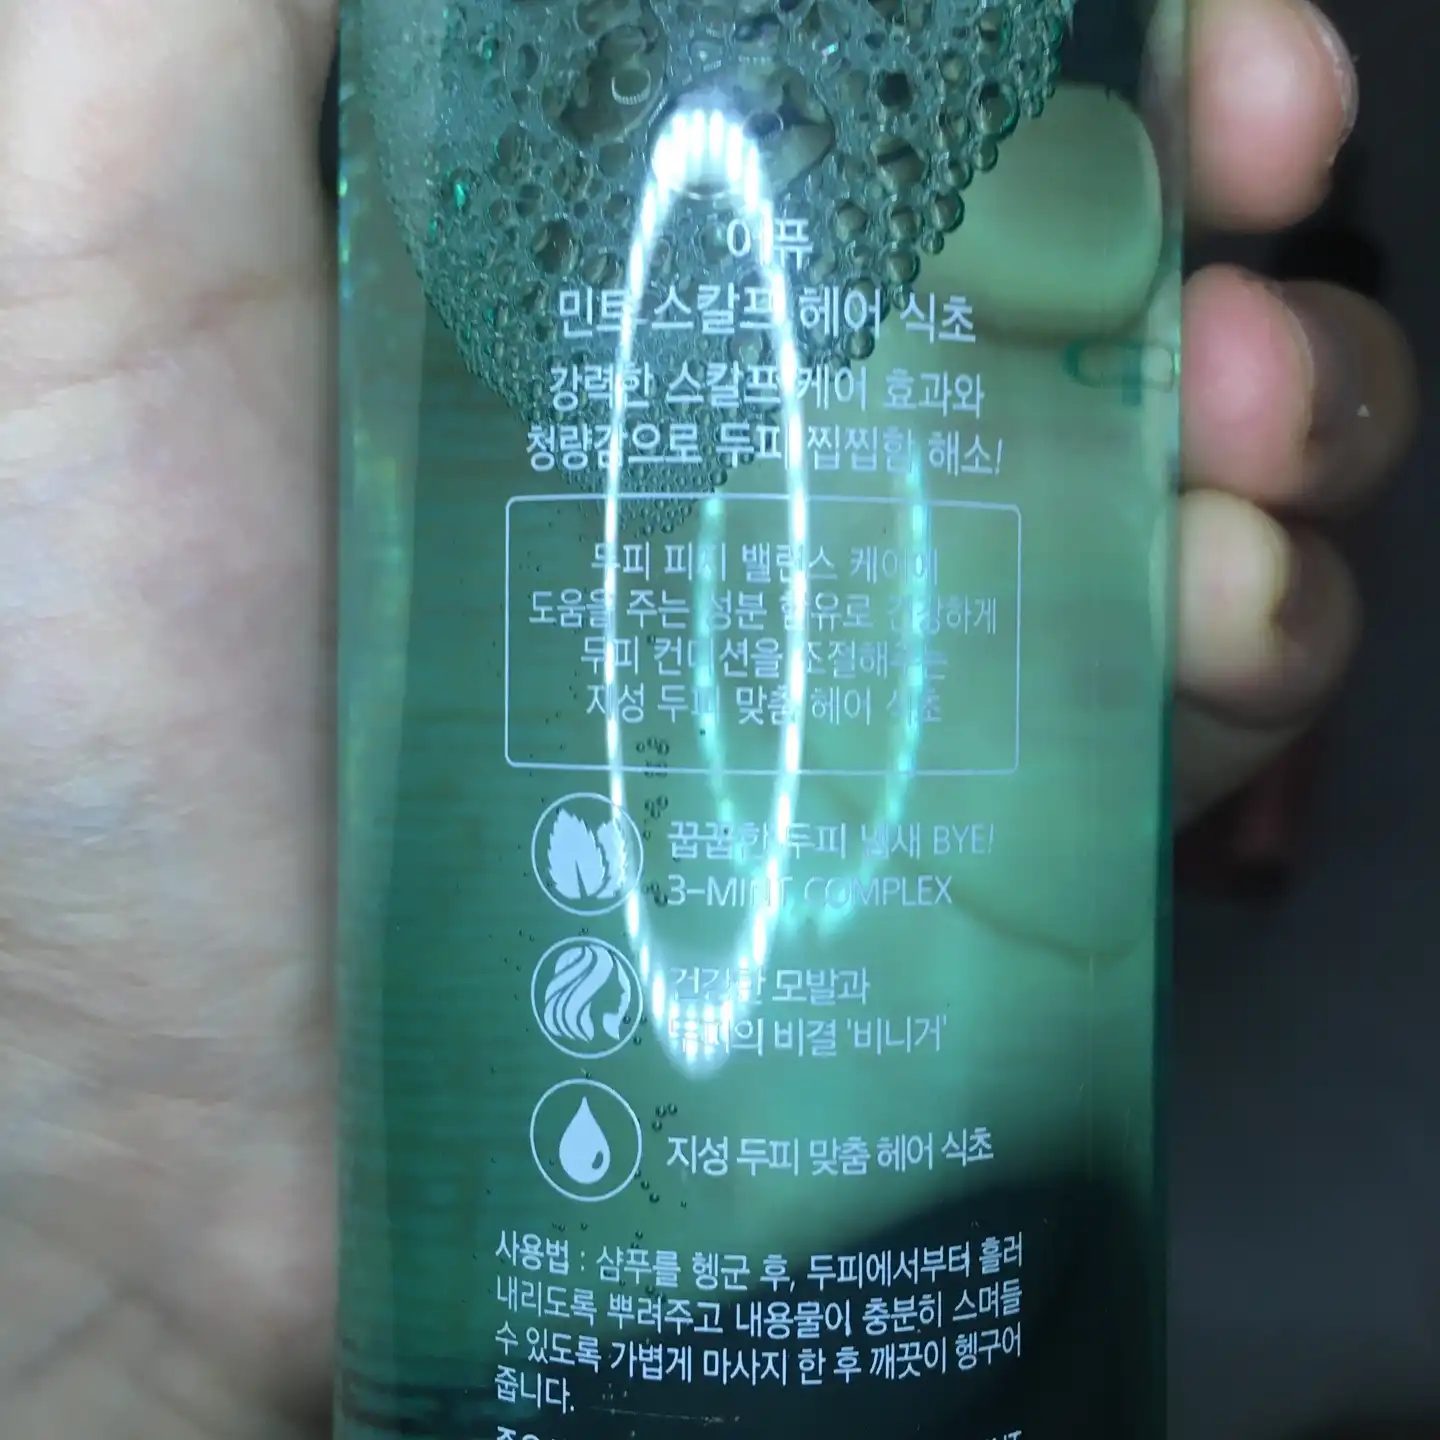 어퓨
민트 스칼프 헤어 식초
강력한 스칼프 케어 효과와
청량감으로 두피 찝찝함 해소!
두피 피지 밸런스 케어에
도움을 주는 성분 함유로 건강하게
두피 컨디션을 조절해주는
지성 두피 맞춤 헤어 식초
꿉꿉한 두피 냄새 BYE!
3-MINT COMPLEX
건강한 모발과
두피의 비결 '비니거'
지성 두피 맞춤 헤어 식초
사용법 : 샴푸를 헹군 후, 두피에서부터 흘러
내리도록 뿌려주고 내용물이 충분히 스며들
수 있도록 가볍게 마사지 한 후 깨끗이 헹구어
줍니다.